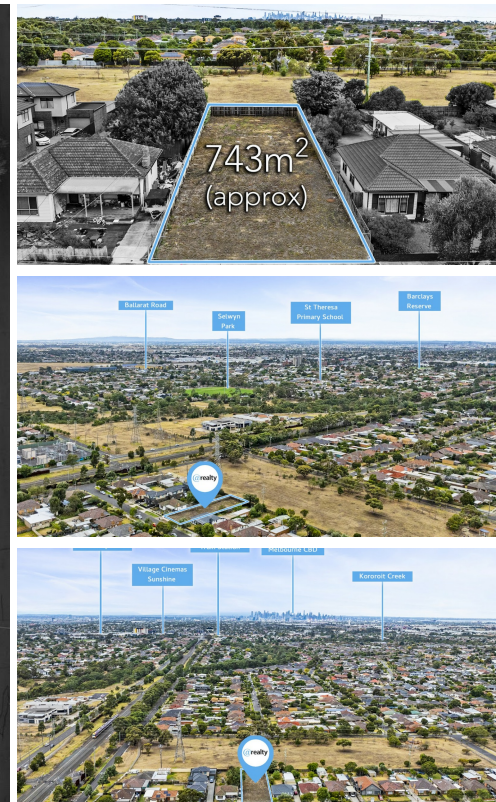 743m²
(approx)
Ballarat Road
Selwyn
Park
St Theresa
Primary School
Barclays
Reserve
@realty
Melbourne CBD
Village Cinemas
Sunshine
Kororoit Creek
@realty